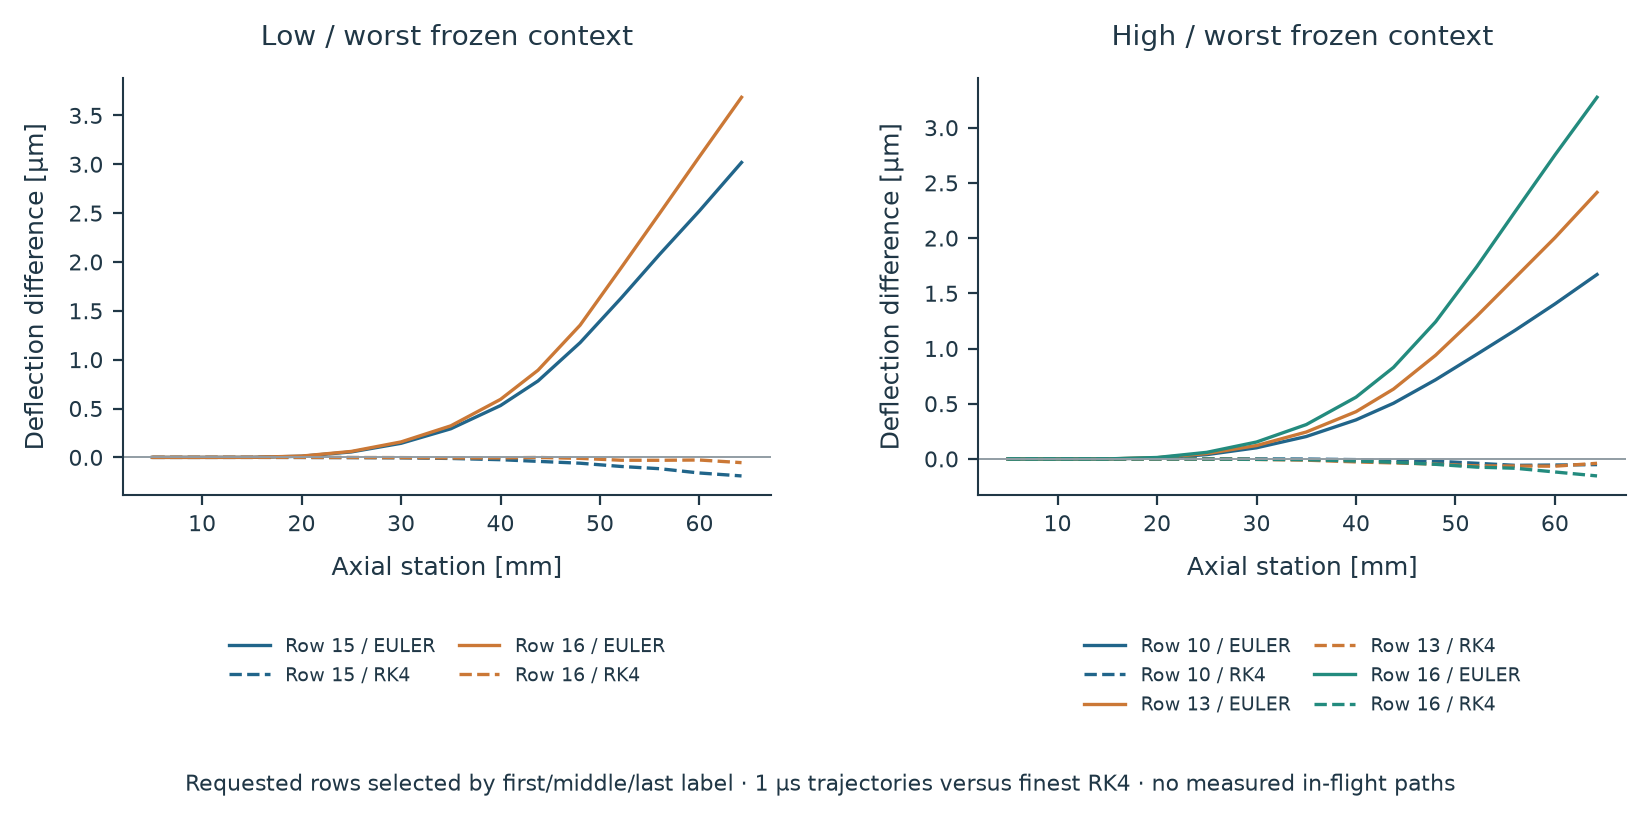 Low / worst frozen context
Deflection difference [µm]
3.5
3.0
2.5
2.0
1.5
1.0
0.5
0.0
10 20 30 40 50 60
Axial station [mm]
Row 15 / EULER
Row 15 / RK4
Row 16 / EULER
Row 16 / RK4
High / worst frozen context
Deflection difference [µm]
3.0
2.5
2.0
1.5
1.0
0.5
0.0
10 20 30 40 50 60
Axial station [mm]
Row 10 / EULER
Row 10 / RK4
Row 13 / EULER
Row 13 / RK4
Row 16 / EULER
Row 16 / RK4
Requested rows selected by first/middle/last label · 1 µs trajectories versus finest RK4 · no measured in-flight paths